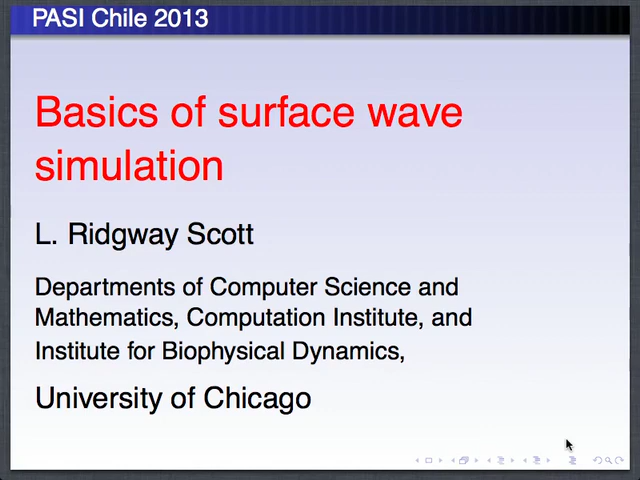 PASI Chile 2013
Basics of surface wave
simulation
L. Ridgway Scott
Departments of Computer Science and
Mathematics, Computation Institute, and
Institute for Biophysical Dynamics,
University of Chicago